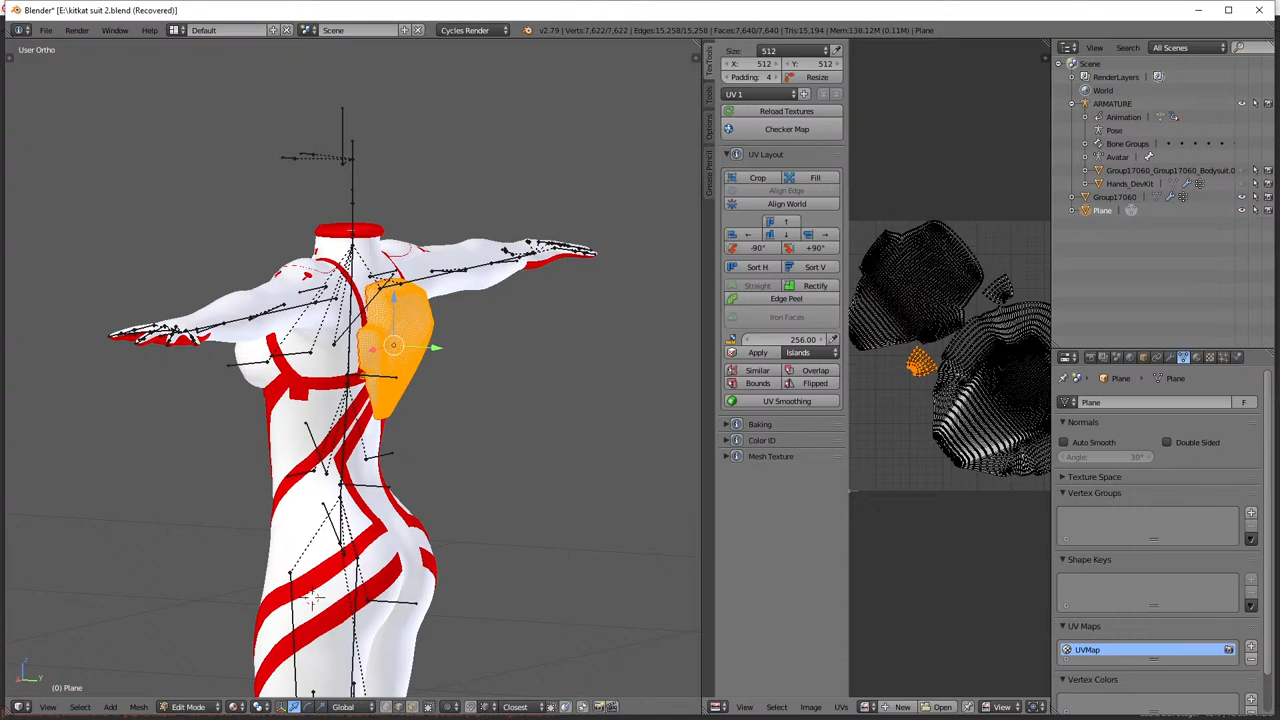 Blender* [E:\kitkat suit 2.blend (Recovered)]
File Render Window Help Default Scene Cycles Render v2.79 | Verts:7,622/7,622 | Edges:15,258/15,258 | Faces:7,640/7,640 | Tris:15,194 | Mem:138.12M (0.11M) | Plane
User Ortho
Size: 512
X: 512 Y: 512
Padding: 4 Resize
UV 1
Reload Textures
Checker Map
UV Layout
Crop Fill
Align Edge
Align World
-90° +90°
Sort H Sort V
Straight Rectify
Edge Peel
Iron Faces
256.00
Apply Islands
Similar Overlap
Bounds Flipped
UV Smoothing
Baking
Color ID
Mesh Texture
TexTools
Tools
Options
Grease Pencil
View Search All Scenes
Scene
RenderLayers
World
ARMATURE
Animation
Pose
Bone Groups
Avatar
Group17060_Group17060_Bodysuit.0
Hands_DevKit
Group17060
Plane
Plane Plane
Plane F
Normals
Auto Smooth Double Sided
Angle: 30°
Texture Space
Vertex Groups
Shape Keys
UV Maps
UVMap
Vertex Colors
(0) Plane
View Select Add Mesh Edit Mode Global Closest
View Select Image UVs New Open View